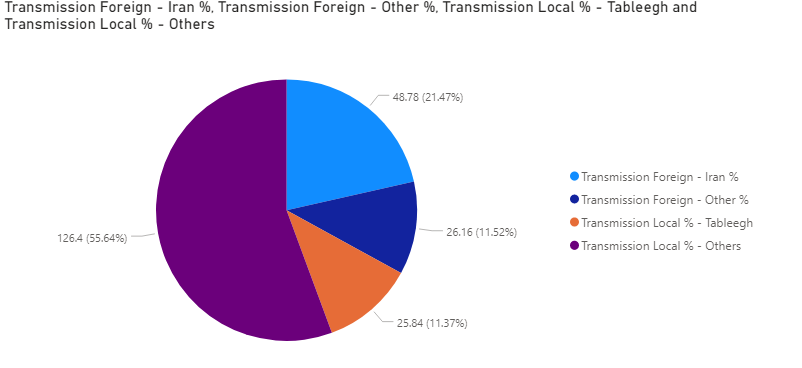 Transmission Foreign - Iran %, Transmission Foreign - Other %, Transmission Local % - Tableegh and
Transmission Local % - Others
48.78 (21.47%)
26.16 (11.52%)
25.84 (11.37%)
126.4 (55.64%)
Transmission Foreign - Iran %
Transmission Foreign - Other %
Transmission Local % - Tableegh
Transmission Local % - Others